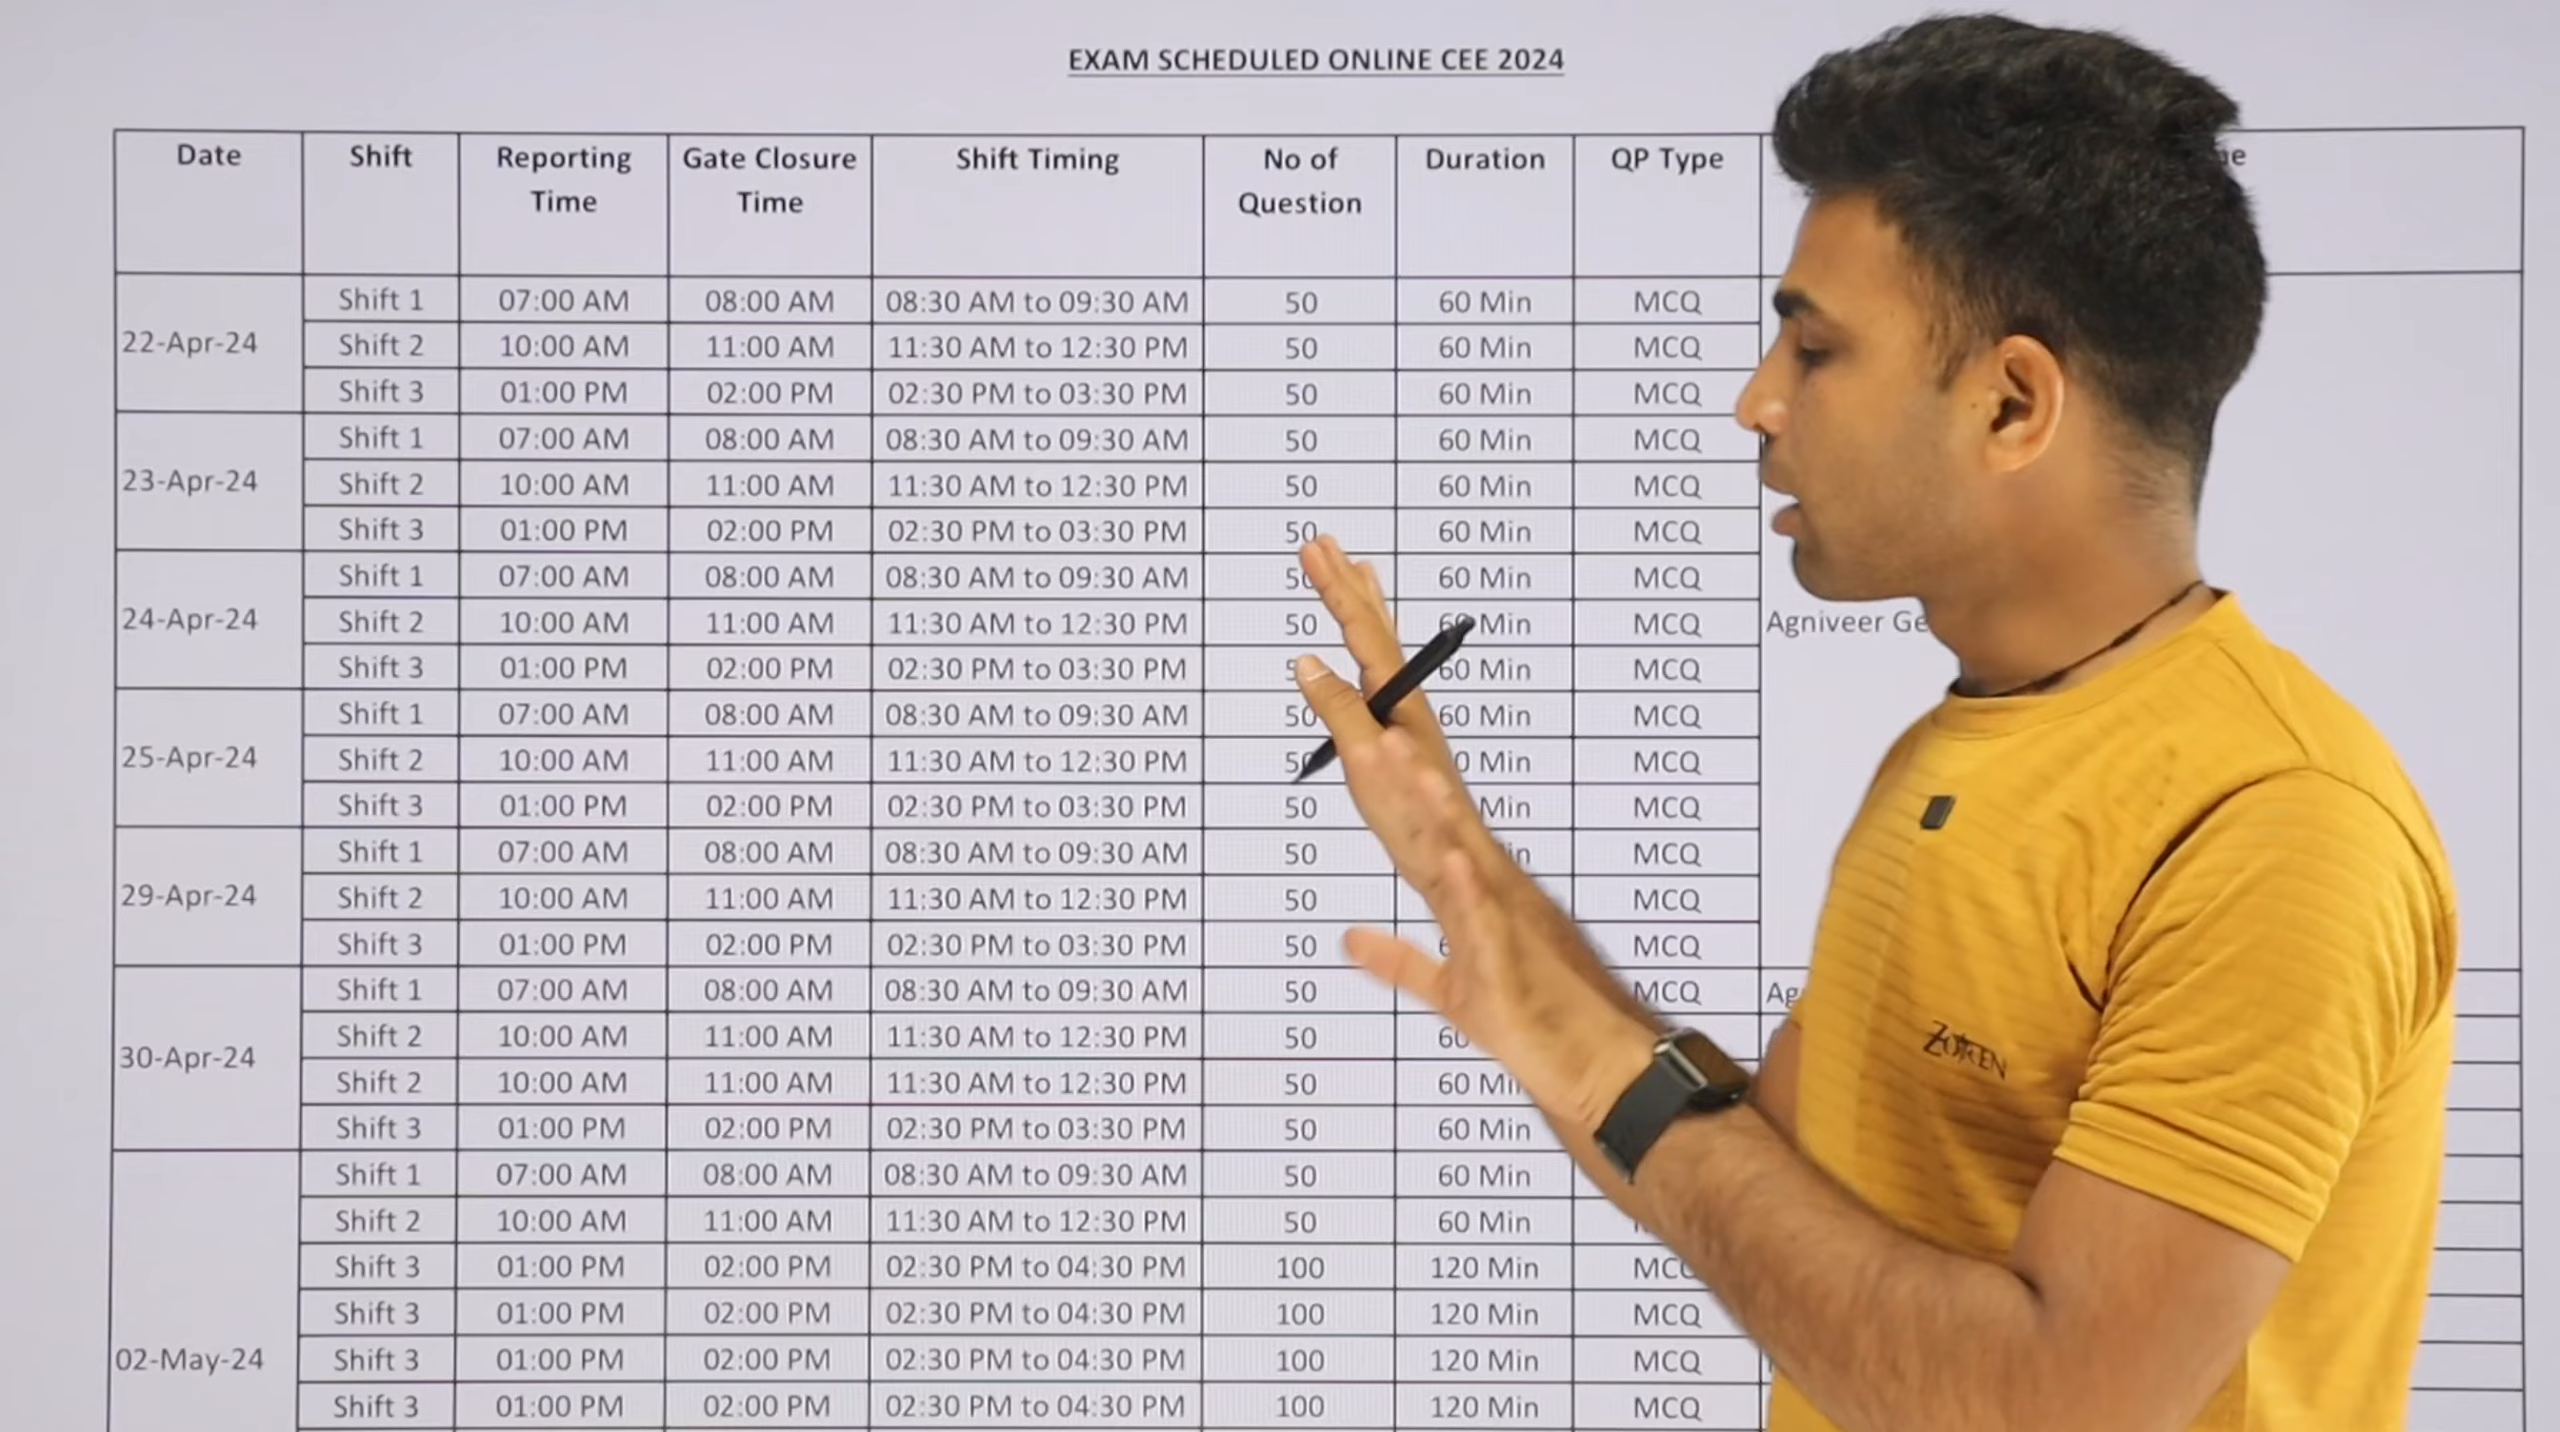 EXAM SCHEDULED ONLINE CEE 2024
Date Shift Reporting Time Gate Closure Time Shift Timing No of Question Duration QP Type
22-Apr-24 Shift 1 07:00 AM 08:00 AM 08:30 AM to 09:30 AM 50 60 Min MCQ
Shift 2 10:00 AM 11:00 AM 11:30 AM to 12:30 PM 50 60 Min MCQ
Shift 3 01:00 PM 02:00 PM 02:30 PM to 03:30 PM 50 60 Min MCQ
23-Apr-24 Shift 1 07:00 AM 08:00 AM 08:30 AM to 09:30 AM 50 60 Min MCQ
Shift 2 10:00 AM 11:00 AM 11:30 AM to 12:30 PM 50 60 Min MCQ
Shift 3 01:00 PM 02:00 PM 02:30 PM to 03:30 PM 50 60 Min MCQ
24-Apr-24 Shift 1 07:00 AM 08:00 AM 08:30 AM to 09:30 AM 50 60 Min MCQ
Shift 2 10:00 AM 11:00 AM 11:30 AM to 12:30 PM 50 60 Min MCQ Agniveer
Shift 3 01:00 PM 02:00 PM 02:30 PM to 03:30 PM 60 Min MCQ
25-Apr-24 Shift 1 07:00 AM 08:00 AM 08:30 AM to 09:30 AM 50 60 Min MCQ
Shift 2 10:00 AM 11:00 AM 11:30 AM to 12:30 PM 50 Min MCQ
Shift 3 01:00 PM 02:00 PM 02:30 PM to 03:30 PM 50 Min MCQ
29-Apr-24 Shift 1 07:00 AM 08:00 AM 08:30 AM to 09:30 AM 50 MCQ
Shift 2 10:00 AM 11:00 AM 11:30 AM to 12:30 PM 50 MCQ
Shift 3 01:00 PM 02:00 PM 02:30 PM to 03:30 PM 50 MCQ
30-Apr-24 Shift 1 07:00 AM 08:00 AM 08:30 AM to 09:30 AM 50 MCQ
Shift 2 10:00 AM 11:00 AM 11:30 AM to 12:30 PM 50 60
Shift 2 10:00 AM 11:00 AM 11:30 AM to 12:30 PM 50 60 Min
Shift 3 01:00 PM 02:00 PM 02:30 PM to 03:30 PM 50 60 Min
02-May-24 Shift 1 07:00 AM 08:00 AM 08:30 AM to 09:30 AM 50 60 Min
Shift 2 10:00 AM 11:00 AM 11:30 AM to 12:30 PM 50 60 Min
Shift 3 01:00 PM 02:00 PM 02:30 PM to 04:30 PM 100 120 Min MCQ
Shift 3 01:00 PM 02:00 PM 02:30 PM to 04:30 PM 100 120 Min MCQ
Shift 3 01:00 PM 02:00 PM 02:30 PM to 04:30 PM 100 120 Min MCQ
Shift 3 01:00 PM 02:00 PM 02:30 PM to 04:30 PM 100 120 Min MCQ